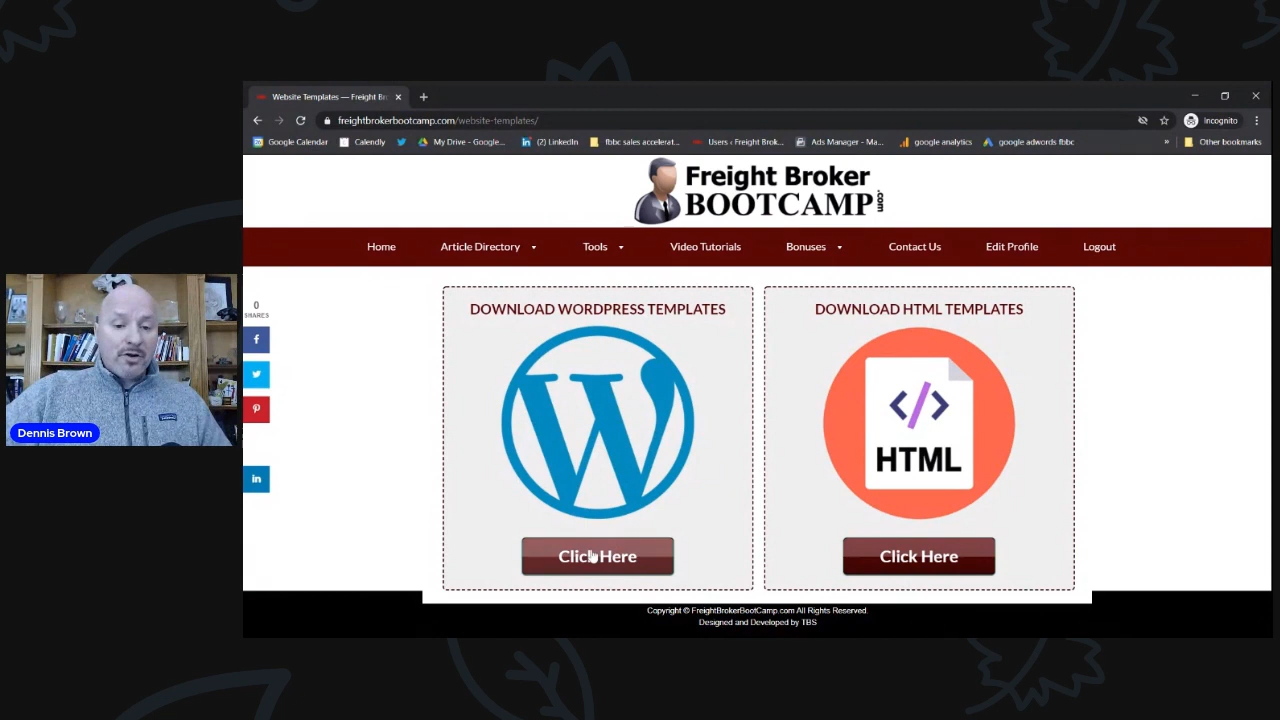 Website Templates — Freight Br
freightbrokerbootcamp.com/website-templates/
Incognito
Google Calendar
Calendly
My Drive - Google...
(2) LinkedIn
fbbc sales accelerat...
Users ‹ Freight Brok...
Ads Manager - Ma...
google analytics
google adwords fbbc
»
Other bookmarks
Freight Broker
BOOTCAMP.com
Home
Article Directory
Tools
Video Tutorials
Bonuses
Contact Us
Edit Profile
Logout
0
SHARES
DOWNLOAD WORDPRESS TEMPLATES
W
Click Here
DOWNLOAD HTML TEMPLATES
</>
HTML
Click Here
Dennis Brown
Copyright © FreightBrokerBootCamp.com All Rights Reserved.
Designed and Developed by TBS